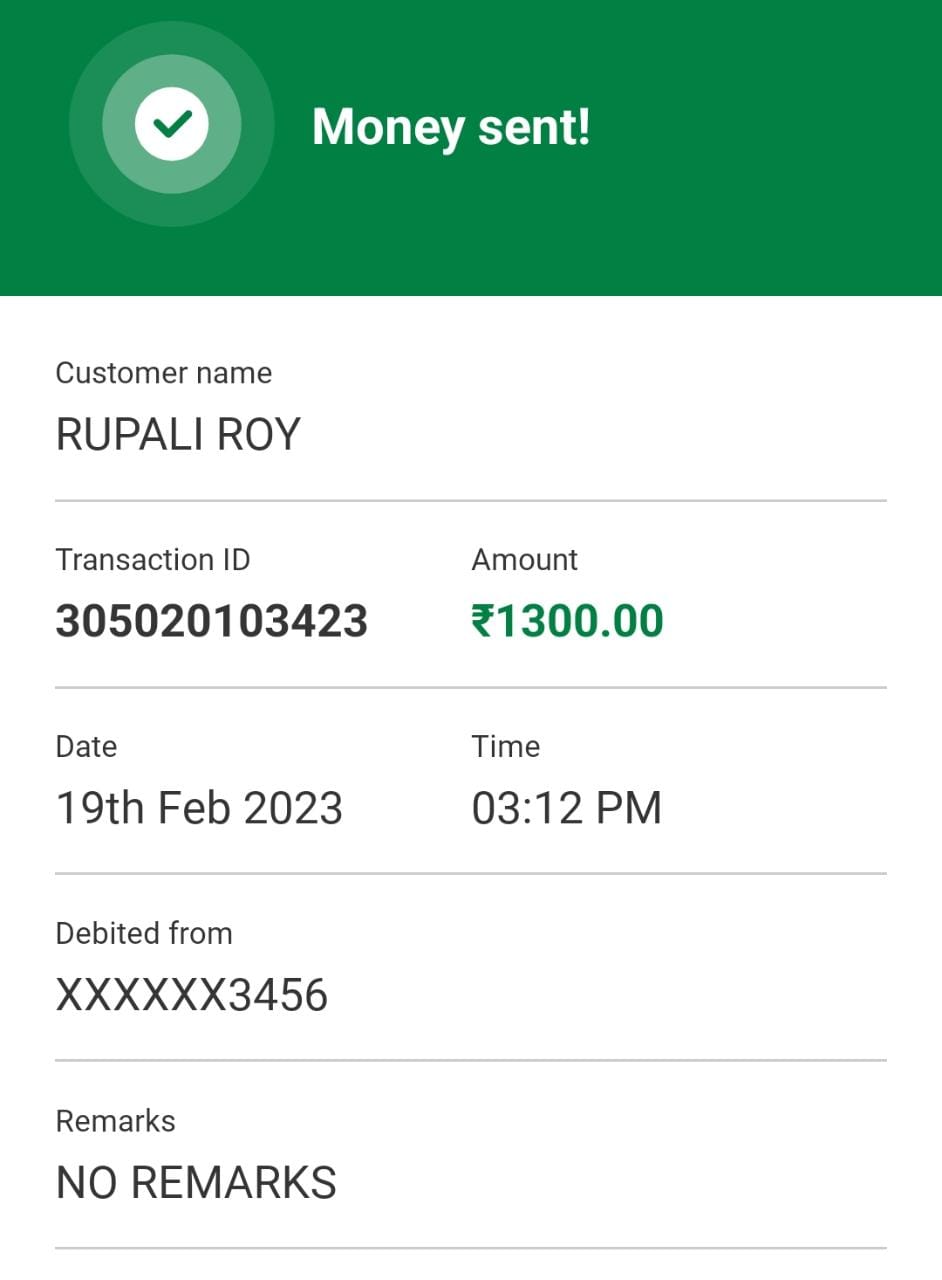 Money sent!
Customer name
RUPALI ROY
Transaction ID
Amount
305020103423
₹1300.00
Date
Time
19th Feb 2023
03:12 PM
Debited from
XXXXXX3456
Remarks
NO REMARKS